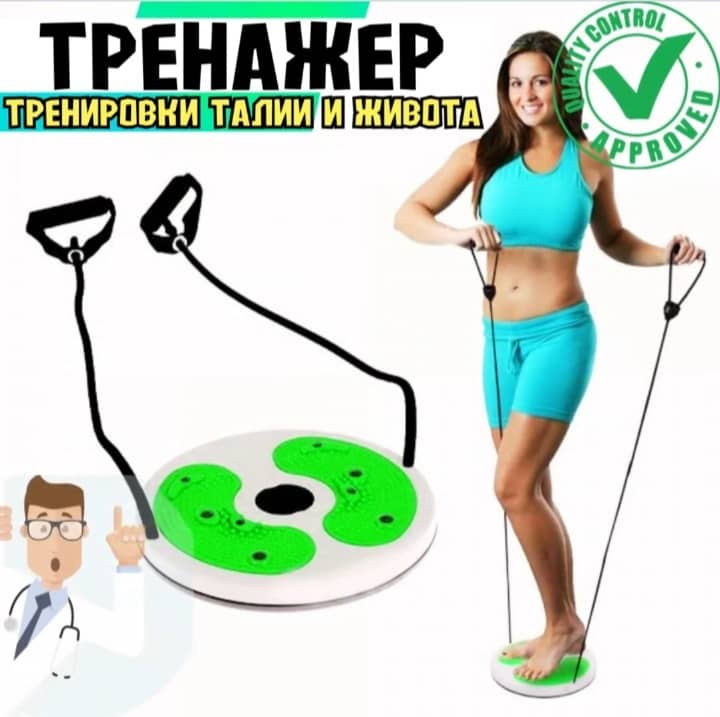 ТРЕНАЖЕР
ТРЕНИРОВКИ ТАЛИИ И ЖИВОТА
QUALITY CONTROL
APPROVED